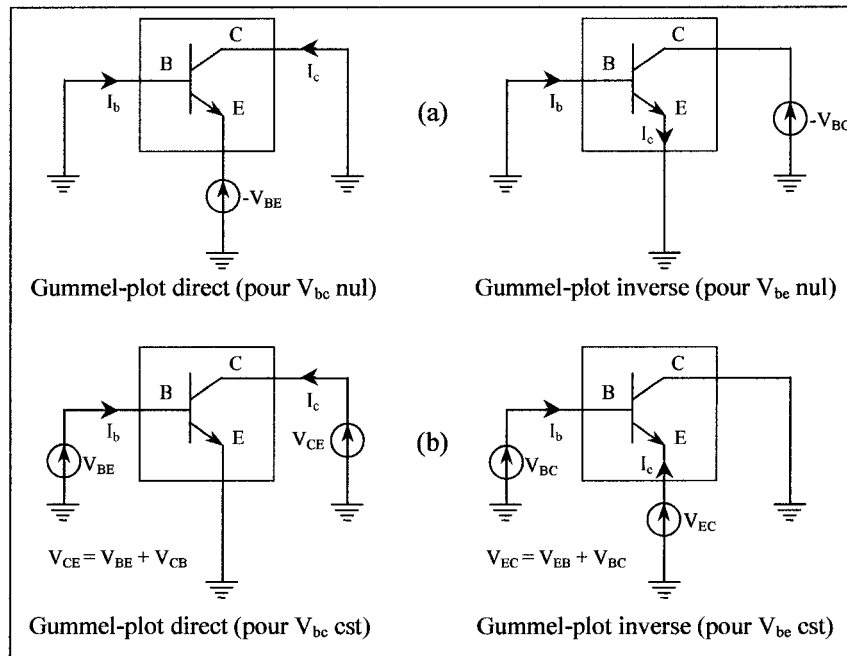 C
B
I_b
I_c
E
-V_BE
Gummel-plot direct (pour V_bc nul)
(a)
C
B
I_b
E
I_c
-V_BC
Gummel-plot inverse (pour V_be nul)
C
B
I_b
I_c
E
V_BE
V_CE
V_CE = V_BE + V_CB
Gummel-plot direct (pour V_bc cst)
(b)
C
B
I_b
E
I_c
V_BC
V_EC
V_EC = V_EB + V_BC
Gummel-plot inverse (pour V_be cst)